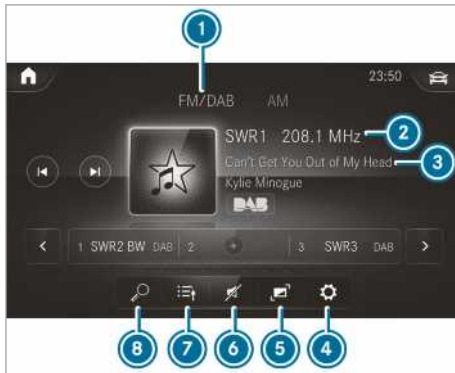 1
23:50
FM/DAB AM
SWR1 208.1 MHz 2
Can't Get You Out of My Head 3
Kylie Minogue
DAB
1 SWR2 BW DAB 2 3 SWR3 DAB
8 7 6 5 4